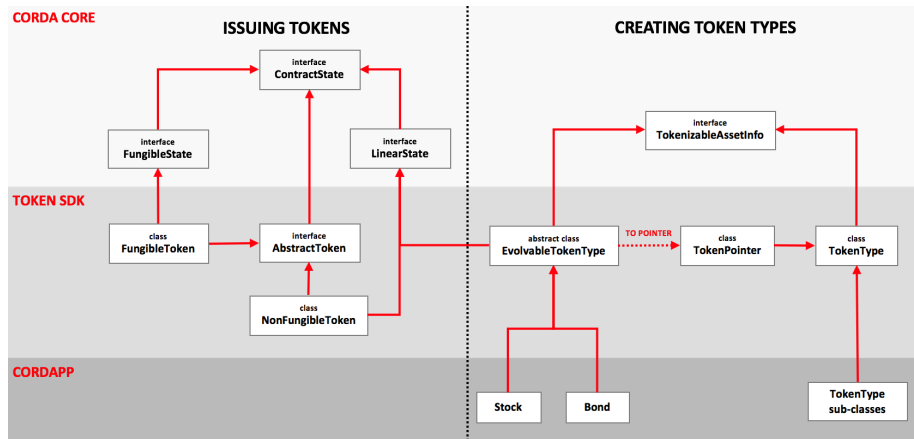 CORDA CORE
ISSUING TOKENS
CREATING TOKEN TYPES
interface
ContractState
interface
FungibleState
interface
LinearState
interface
TokenizableAssetInfo
TOKEN SDK
class
FungibleToken
interface
AbstractToken
abstract class
EvolvableTokenType
TO POINTER
class
TokenPointer
class
TokenType
class
NonFungibleToken
CORDAPP
Stock
Bond
TokenType
sub-classes